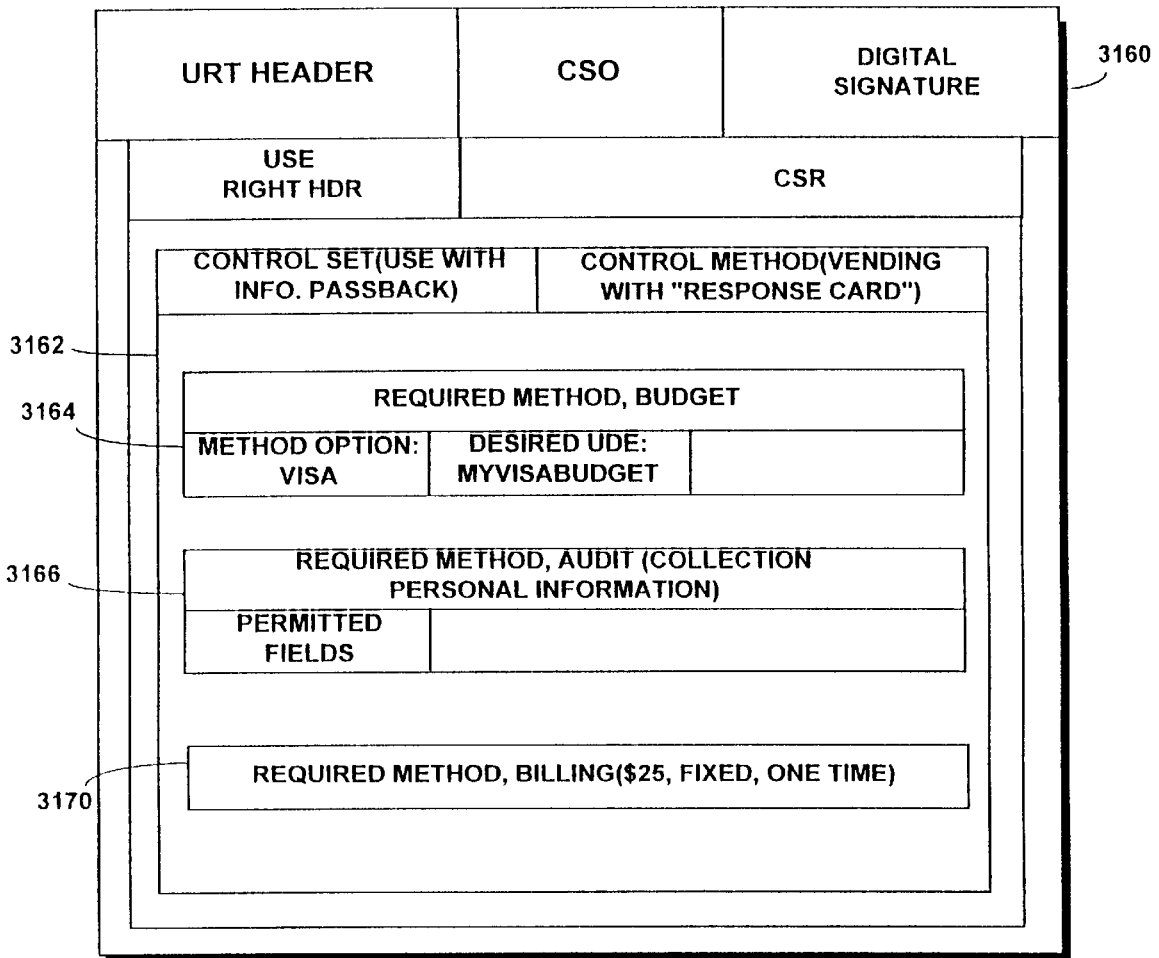 URT HEADER
CSO
DIGITAL
SIGNATURE
3160
USE
RIGHT HDR
CSR
CONTROL SET(USE WITH
INFO. PASSBACK)
CONTROL METHOD(VENDING
WITH "RESPONSE CARD")
3162
REQUIRED METHOD, BUDGET
3164
METHOD OPTION:
VISA
DESIRED UDE:
MYVISABUDGET
REQUIRED METHOD, AUDIT (COLLECTION
PERSONAL INFORMATION)
3166
PERMITTED
FIELDS
REQUIRED METHOD, BILLING($25, FIXED, ONE TIME)
3170